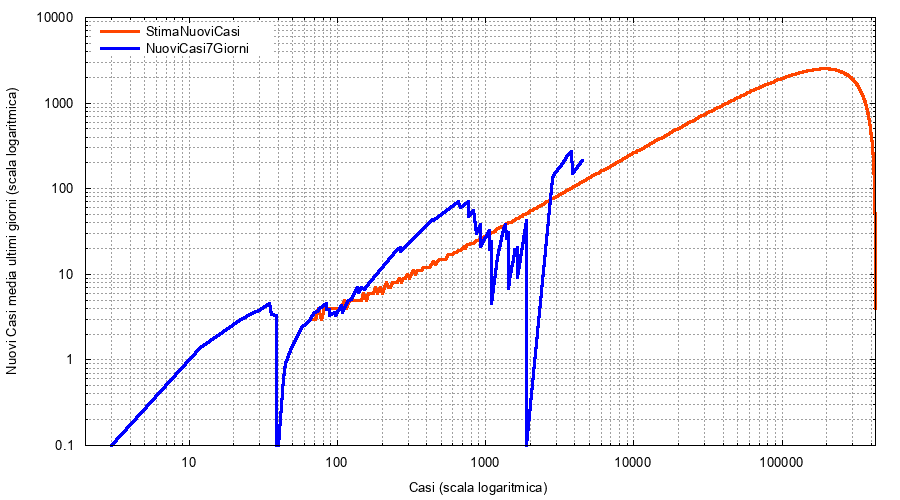 10000
StimaNuoviCasi
NuoviCasi7Giorni
1000
100
10
1
0.1
Nuovi Casi media ultimi giorni (scala logaritmica)
10 100 1000 10000 100000
Casi (scala logaritmica)